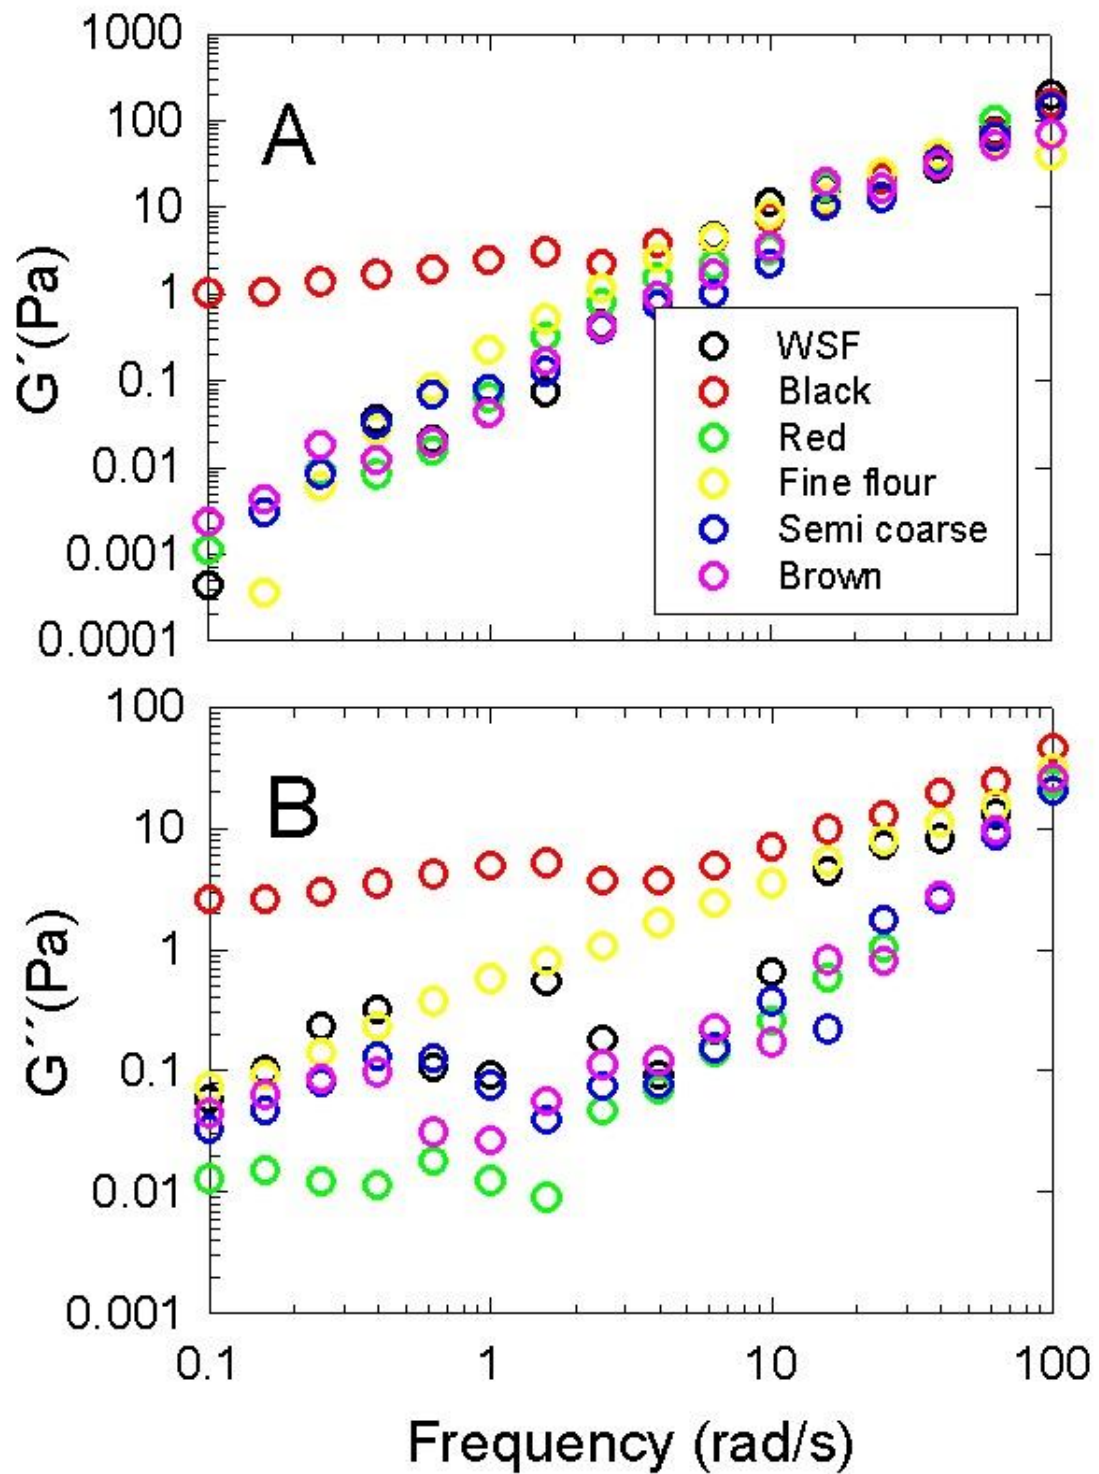 1000
100
10
1
0.1
0.01
0.001
0.0001
G´(Pa)
A
WSF
Black
Red
Fine flour
Semi coarse
Brown
100
10
1
0.1
0.01
0.001
G´´(Pa)
B
0.1 1 10 100
Frequency (rad/s)